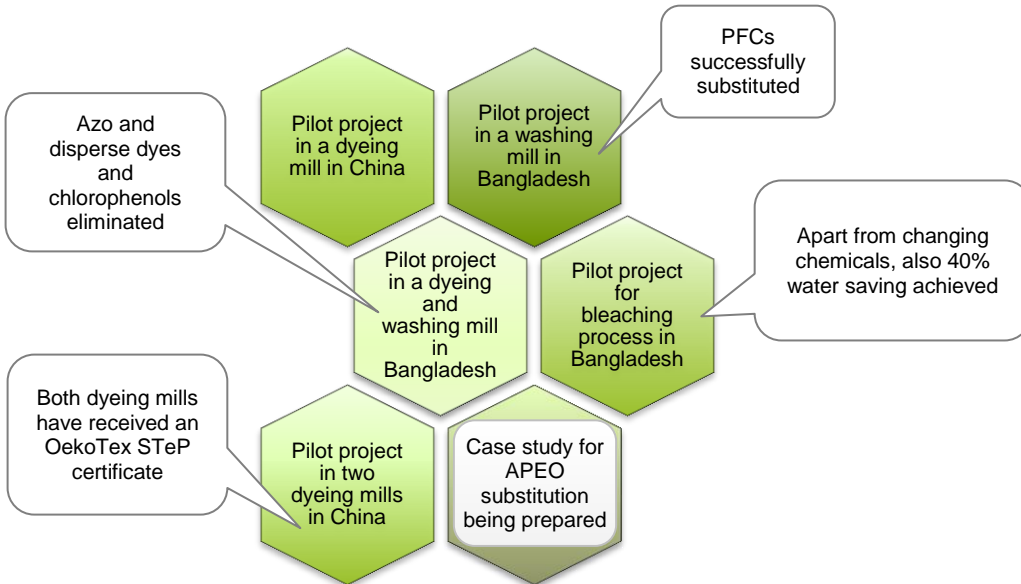 PFCs
successfully
substituted
Pilot project
in a dyeing
mill in China
Pilot project
in a washing
mill in
Bangladesh
Azo and
disperse dyes
and
chlorophenols
eliminated
Pilot project
in a dyeing
and
washing mill
in
Bangladesh
Pilot project
for
bleaching
process in
Bangladesh
Apart from changing
chemicals, also 40%
water saving achieved
Both dyeing mills
have received an
OekoTex STeP
certificate
Pilot project
in two
dyeing mills
in China
Case study for
APEO
substitution
being prepared